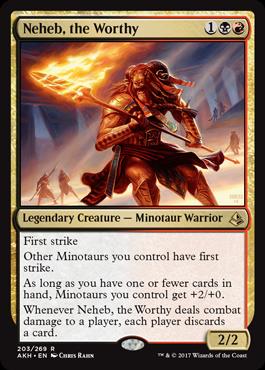 Neheb, the Worthy 1
Legendary Creature — Minotaur Warrior
First strike
Other Minotaurs you control have first
strike.
As long as you have one or fewer cards in
hand, Minotaurs you control get +2/+0.
Whenever Neheb, the Worthy deals combat
damage to a player, each player discards
a card.
2/2
203/269 R
AKH • EN Chris Rahn
™ & © 2017 Wizards of the Coast